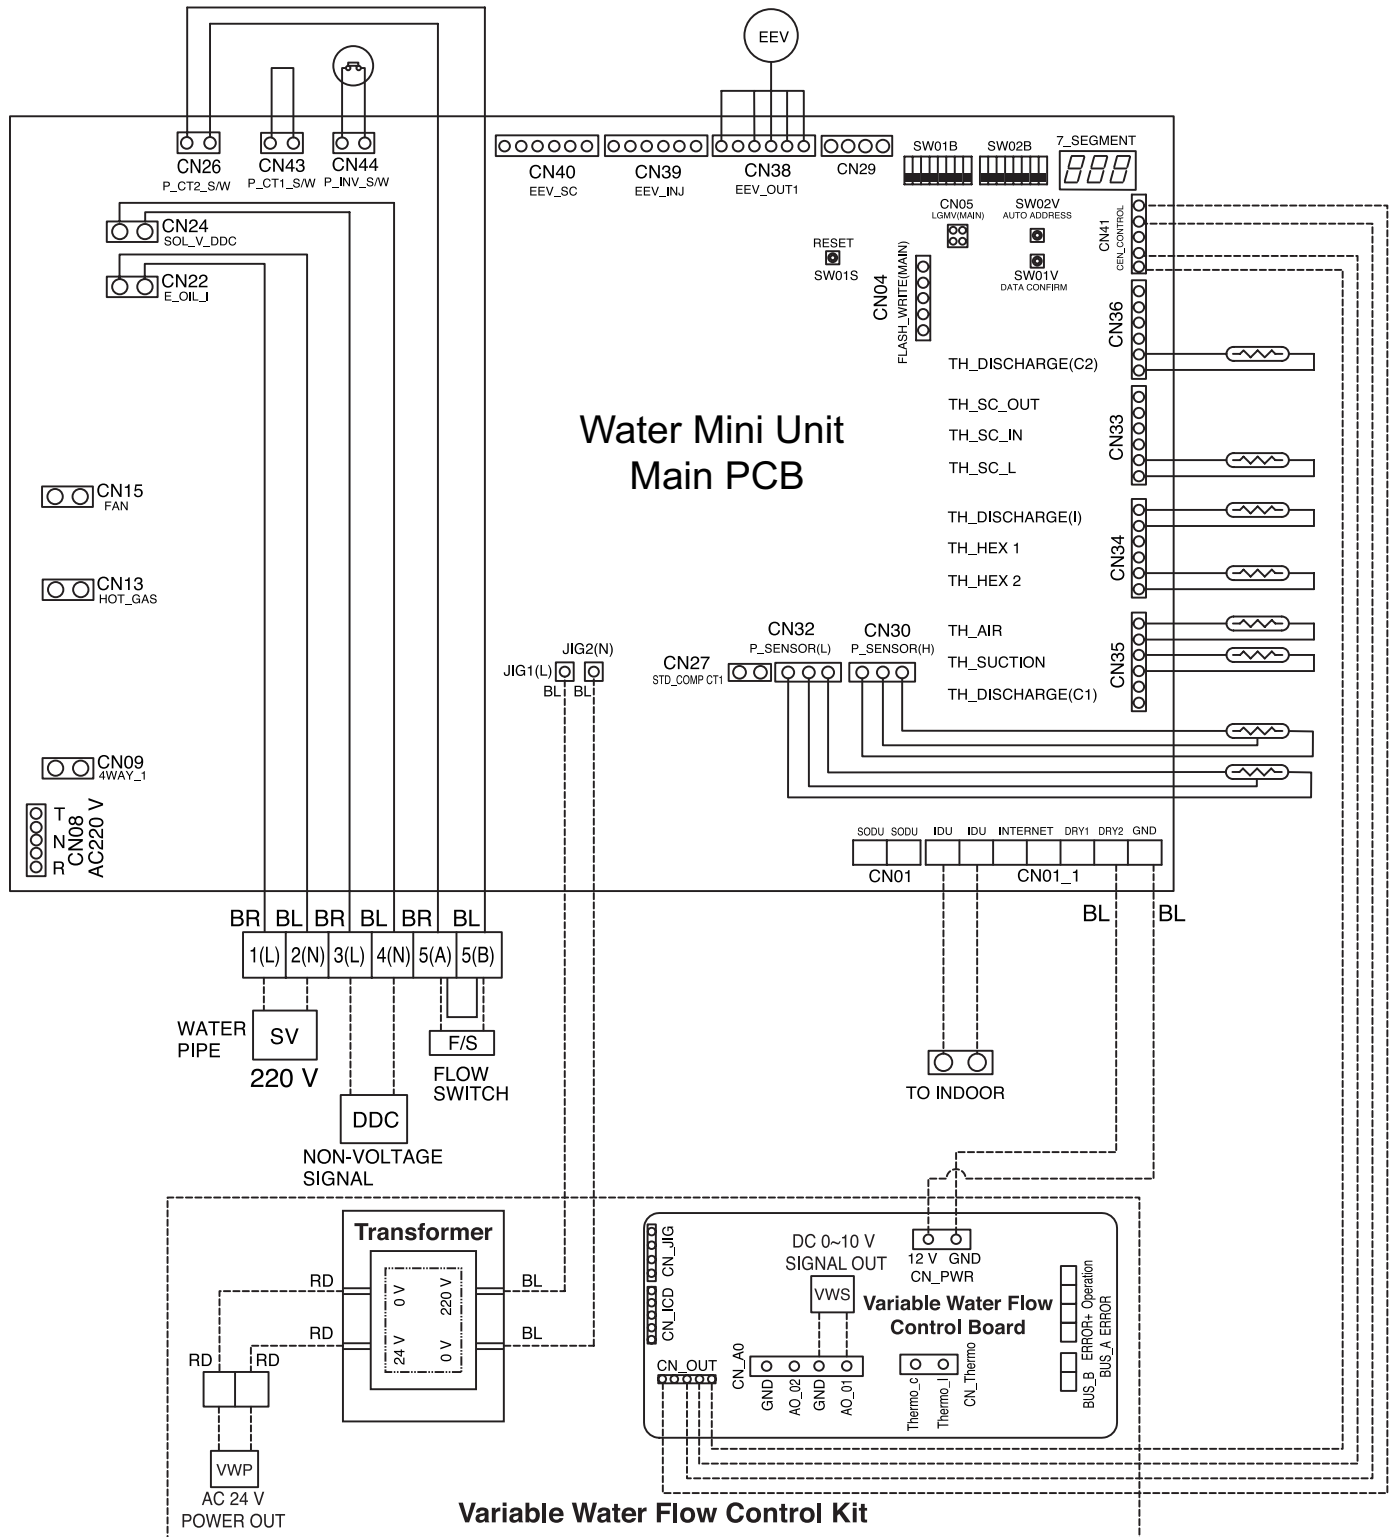 EEV
CN26
P_CT2_S/W
CN43
P_CT1_S/W
CN44
P_INV_S/W
CN40
EEV_SC
CN39
EEV_INJ
CN38
EEV_OUT1
CN29
SW01B
SW02B
7_SEGMENT
CN24
SOL_V_DDC
CN22
E_OIL_I
CN05
LGMV(MAIN)
SW02V
AUTO ADDRESS
RESET
SW01S
SW01V
DATA CONFIRM
CN04
FLASH_WRITE(MAIN)
CN41
CEN_CONTROL
CN36
TH_DISCHARGE(C2)
TH_SC_OUT
TH_SC_IN
TH_SC_L
CN33
Water Mini Unit
Main PCB
CN15
FAN
CN13
HOT_GAS
TH_DISCHARGE(I)
TH_HEX 1
TH_HEX 2
CN34
TH_AIR
TH_SUCTION
TH_DISCHARGE(C1)
CN35
CN32
P_SENSOR(L)
CN30
P_SENSOR(H)
CN27
STD_COMP CT1
JIG1(L)
JIG2(N)
BL BL
CN09
4WAY_1
T
N
R
CN08
AC220 V
SODU SODU IDU IDU INTERNET DRY1 DRY2 GND
CN01
CN01_1
BR BL BR BL BR BL
BL BL
1(L) 2(N) 3(L) 4(N) 5(A) 5(B)
WATER
PIPE
SV
220 V
F/S
FLOW
SWITCH
DDC
NON-VOLTAGE
SIGNAL
TO INDOOR
Transformer
RD
RD
0 V
220 V
24 V
0 V
BL
BL
RD RD
VWP
AC 24 V
POWER OUT
CN_JIG
CN_ICD
DC 0~10 V
SIGNAL OUT
VWS
12 V GND
CN_PWR
Variable Water Flow
Control Board
CN_OUT
CN_A0
GND
AO_02
GND
AO_01
Thermo_c
Thermo_I
CN_Thermo
BUS_B ERROR+ Operation
BUS_A ERROR
Variable Water Flow Control Kit